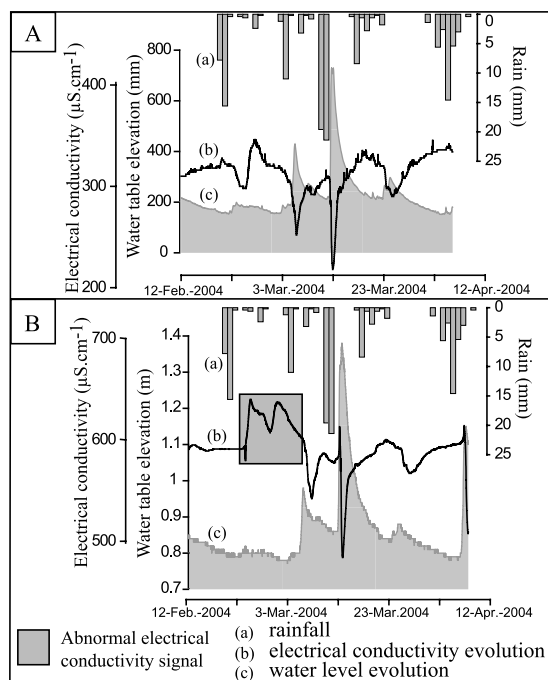 A
Electrical conductivity (µS.cm-1)
400
300
200
Water table elevation (mm)
800
600
400
200
0
(a)
(b)
(c)
0
5
10
15
20
25
Rain (mm)
12-Feb.-2004
3-Mar.-2004
23-Mar.2004
12-Apr.-2004
B
Electrical conductivity (µS.cm-1)
700
600
500
Water table elevation (m)
1.4
1.3
1.2
1.1
1
0.9
0.8
0.7
(a)
(b)
(c)
0
5
10
15
20
25
Rain (mm)
12-Feb.-2004
3-Mar.-2004
23-Mar.2004
12-Apr.-2004
Abnormal electrical
conductivity signal
(a) rainfall
(b) electrical conductivity evolution
(c) water level evolution